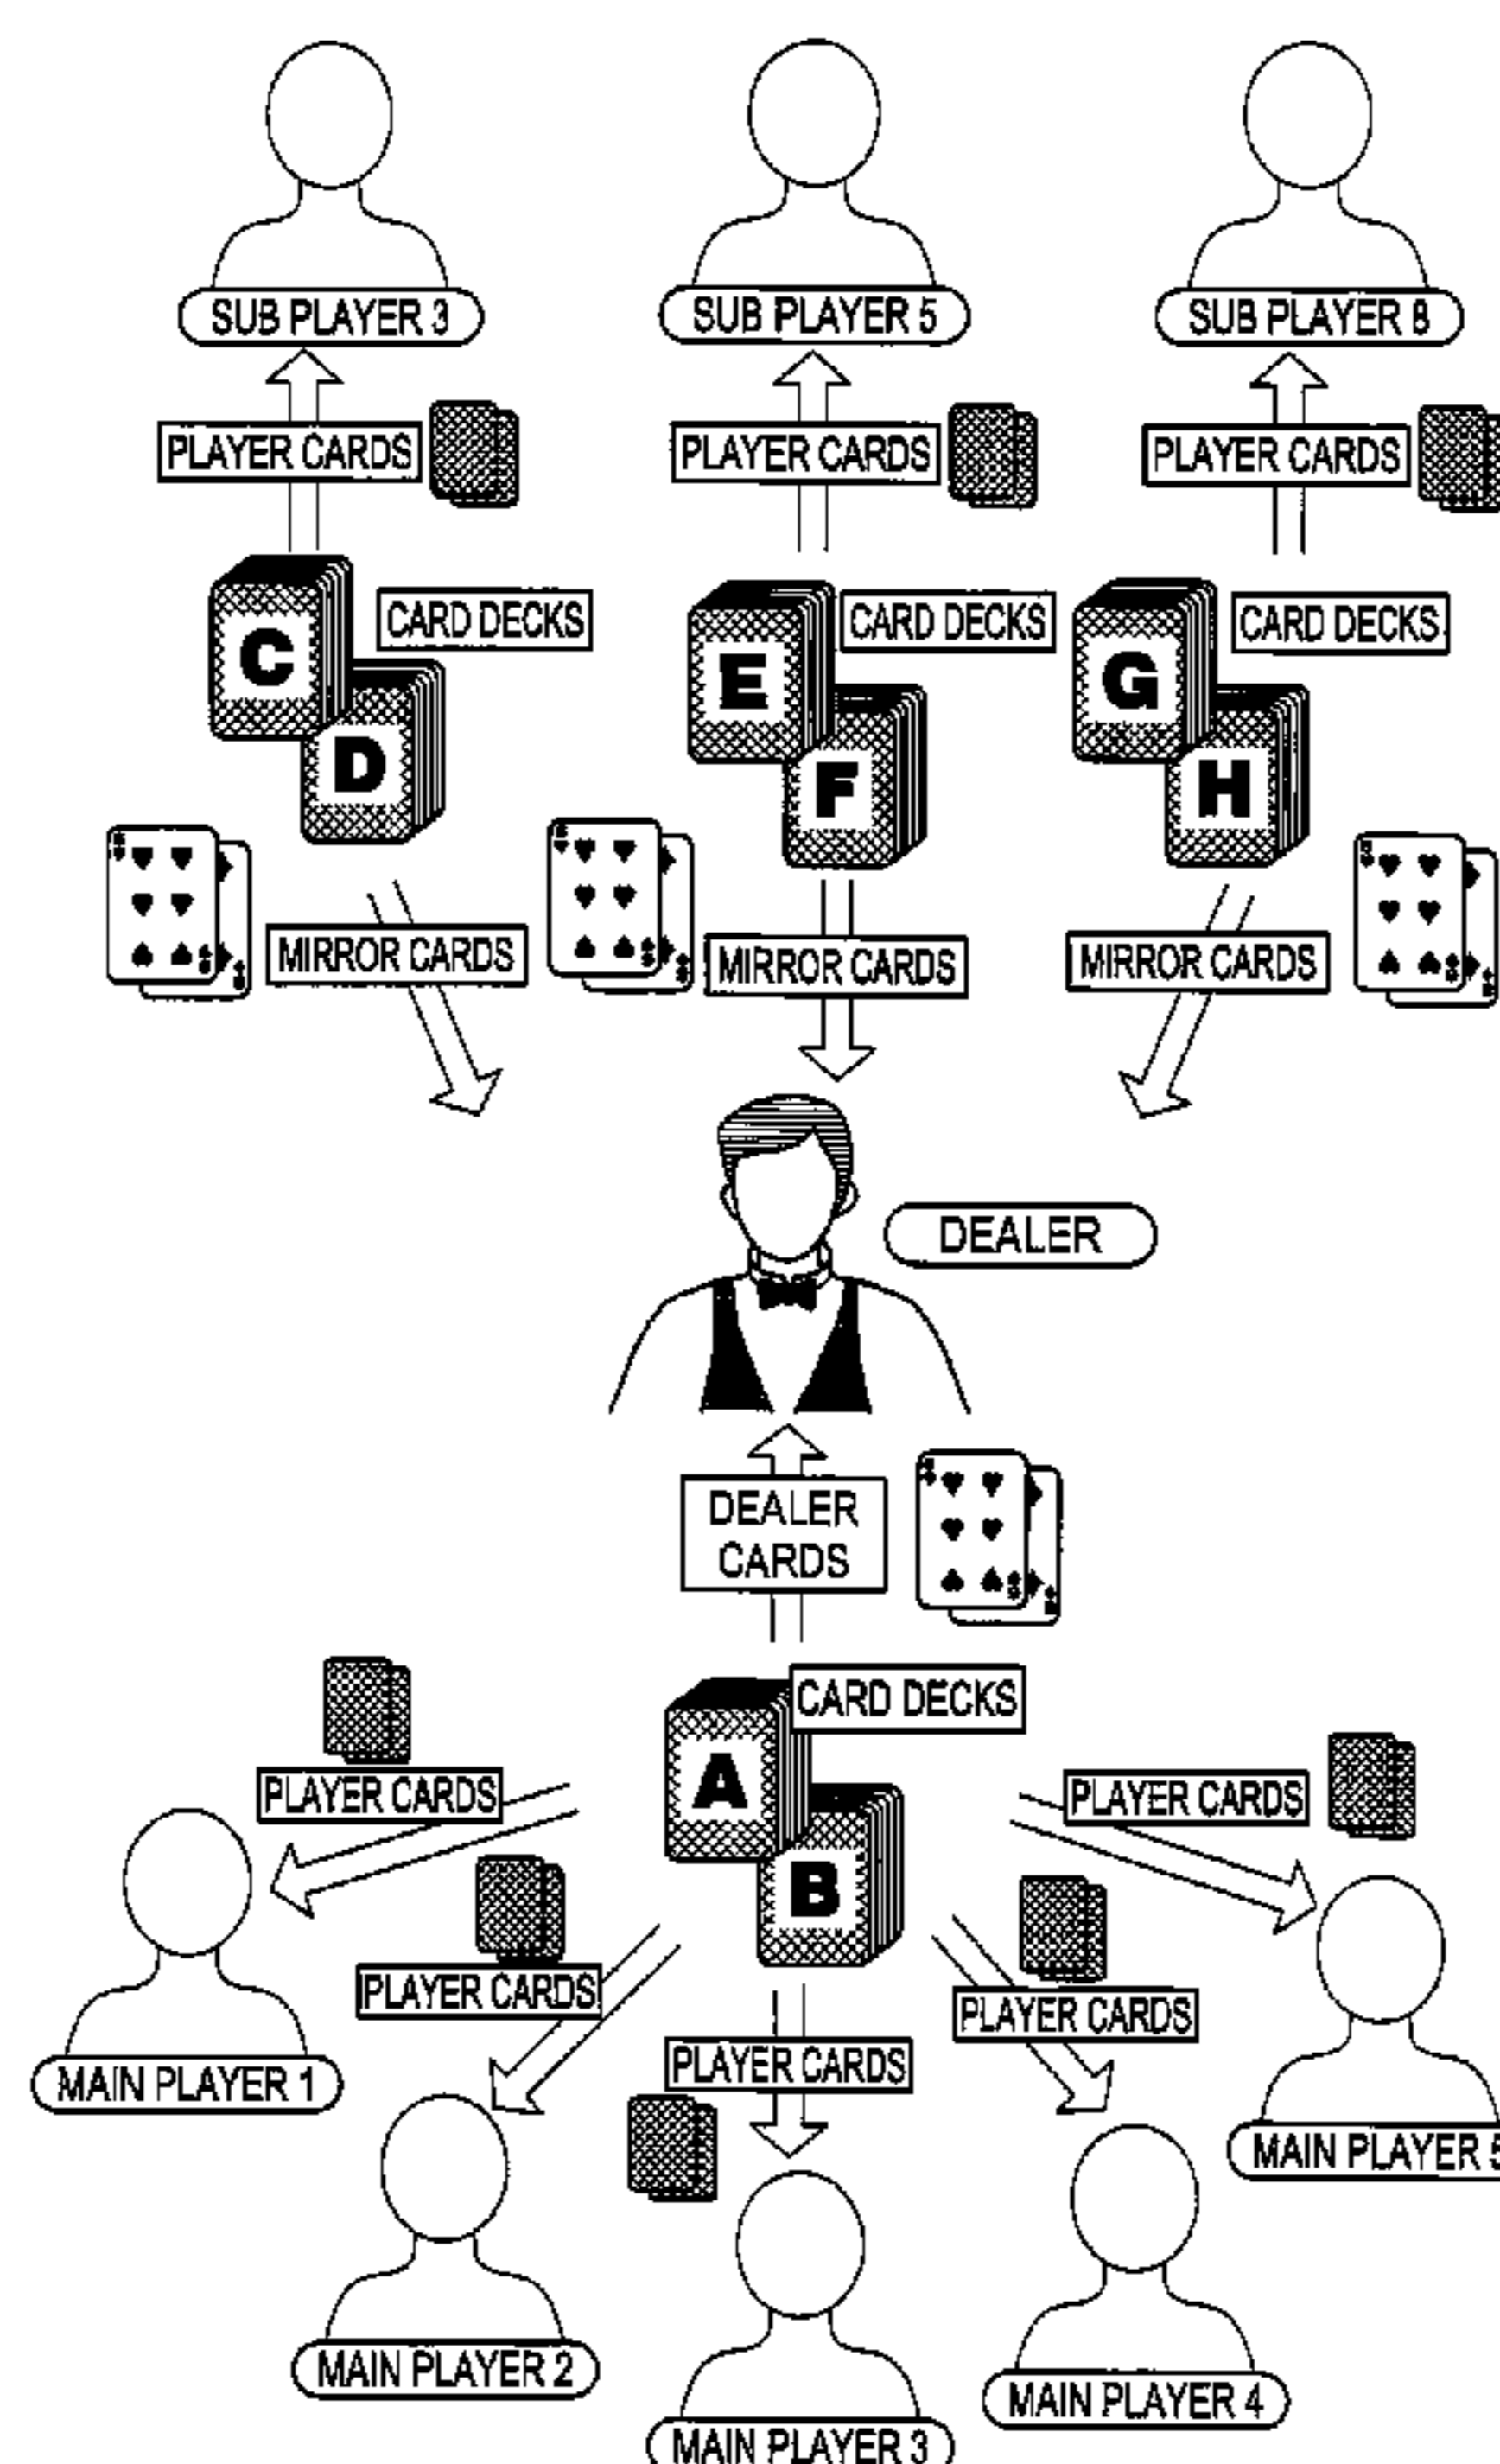 SUB PLAYER 3
SUB PLAYER 5
SUB PLAYER 8
PLAYER CARDS
PLAYER CARDS
PLAYER CARDS
C
CARD DECKS
E
CARD DECKS
G
CARD DECKS
D
F
H
MIRROR CARDS
MIRROR CARDS
MIRROR CARDS
DEALER
DEALER
CARDS
CARD DECKS
A
B
PLAYER CARDS
PLAYER CARDS
PLAYER CARDS
PLAYER CARDS
PLAYER CARDS
MAIN PLAYER 1
MAIN PLAYER 5
MAIN PLAYER 2
MAIN PLAYER 4
MAIN PLAYER 3